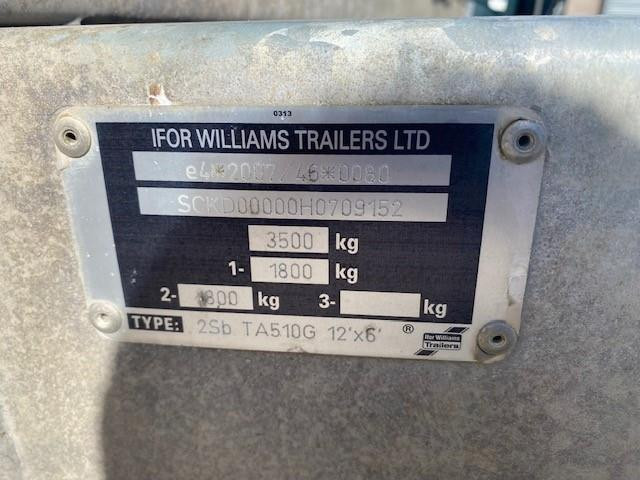 0313
IFOR WILLIAMS TRAILERS LTD
e4*2007/46*0080
SCKD00000H0709152
3500 kg
1- 1800 kg
2- 1800 kg 3- kg
TYPE: 2Sb TA510G 12'x6' ® Ifor Williams
Trailers